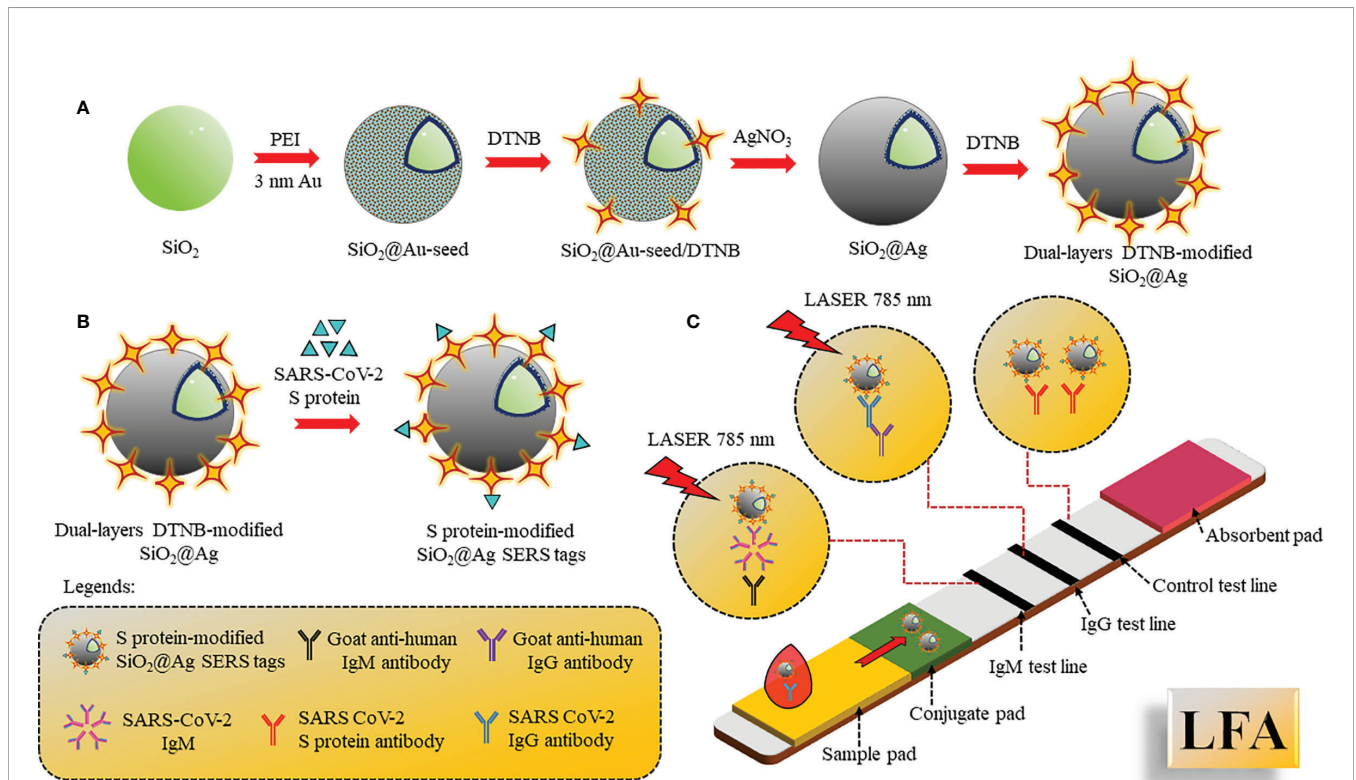 A
PEI
3 nm Au
DTNB
AgNO₃
DTNB
SiO₂
SiO₂@Au-seed
SiO₂@Au-seed/DTNB
SiO₂@Ag
Dual-layers DTNB-modified
SiO₂@Ag
B
SARS-CoV-2
S protein
Dual-layers DTNB-modified
SiO₂@Ag
S protein-modified
SiO₂@Ag SERS tags
Legends:
S protein-modified
SiO₂@Ag SERS tags
Goat anti-human
IgM antibody
Goat anti-human
IgG antibody
SARS-CoV-2
IgM
SARS CoV-2
S protein antibody
SARS CoV-2
IgG antibody
C
LASER 785 nm
LASER 785 nm
Absorbent pad
Control test line
IgG test line
IgM test line
Conjugate pad
Sample pad
LFA